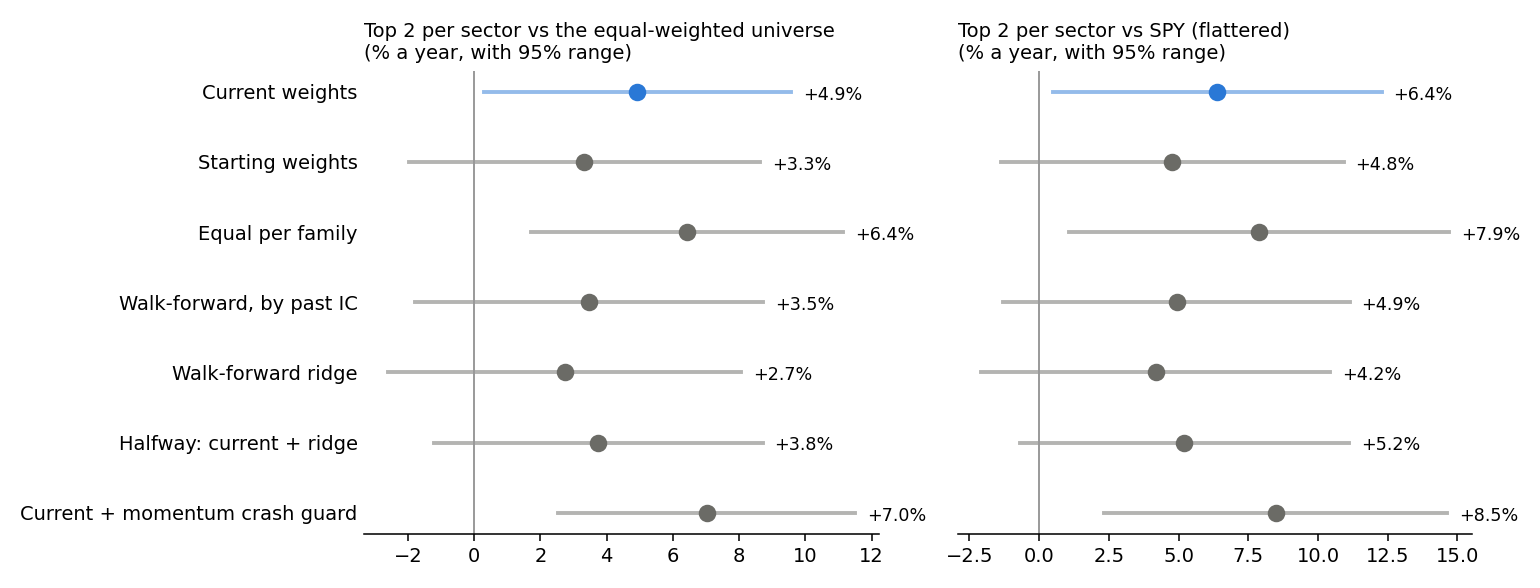 Top 2 per sector vs the equal-weighted universe
(% a year, with 95% range)
Top 2 per sector vs SPY (flattered)
(% a year, with 95% range)
Current weights
+4.9%
+6.4%
Starting weights
+3.3%
+4.8%
Equal per family
+6.4%
+7.9%
Walk-forward, by past IC
+3.5%
+4.9%
Walk-forward ridge
+2.7%
+4.2%
Halfway: current + ridge
+3.8%
+5.2%
Current + momentum crash guard
+7.0%
+8.5%
−2 0 2 4 6 8 10 12
−2.5 0.0 2.5 5.0 7.5 10.0 12.5 15.0